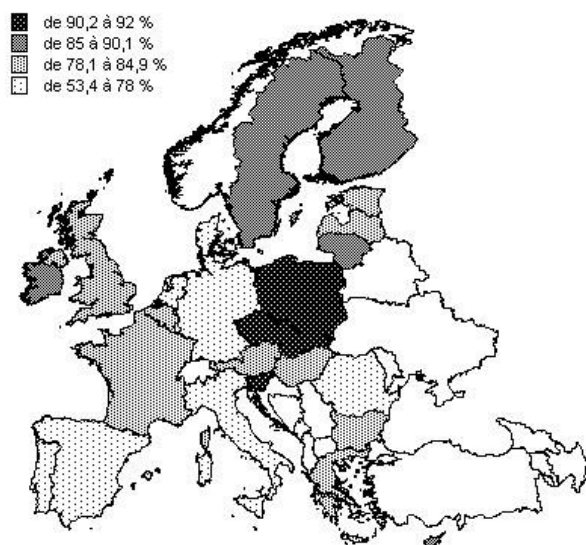 de 90,2 à 92 %
de 85 à 90,1 %
de 78,1 à 84,9 %
de 53,4 à 78 %